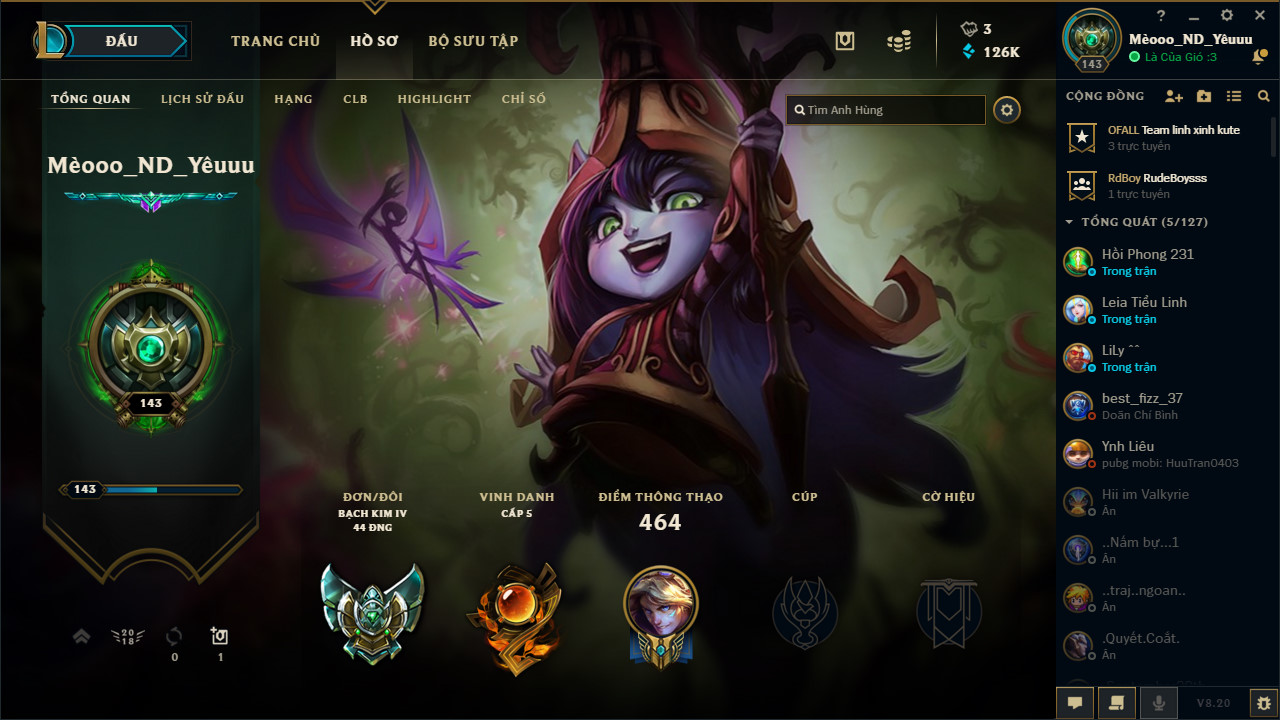 ĐẤU
TRANG CHỦ
HỒ SƠ
BỘ SƯU TẬP
3
126K
?
Mèooo_ND_Yêuuu
Là Của Gió :3
143
TỔNG QUAN
LỊCH SỬ ĐẤU
HẠNG
CLB
HIGHLIGHT
CHỈ SỐ
Tìm Anh Hùng
Mèooo_ND_Yêuuu
143
143
ĐƠN/ĐÔI
BẠCH KIM IV
44 ĐNG
VINH DANH
CẤP 5
ĐIỂM THÔNG THẠO
464
CÚP
CỜ HIỆU
2018
0
1
CỘNG ĐỒNG
OFALL Team linh xinh kute
3 trực tuyến
RdBoy RudeBoysss
1 trực tuyến
TỔNG QUÁT (5/127)
Hồi Phong 231
Trong trận
Leia Tiểu Linh
Trong trận
LiLy ^^
Trong trận
best_fizz_37
Doãn Chí Bình
Ynh Liêu
pubg mobi: HuuTran0403
Hii im Valkyrie
Ẩn
..Nấm bự...1
Ẩn
..traj..ngoan..
Ẩn
.Quyết.Coắt.
Ẩn
V8.20